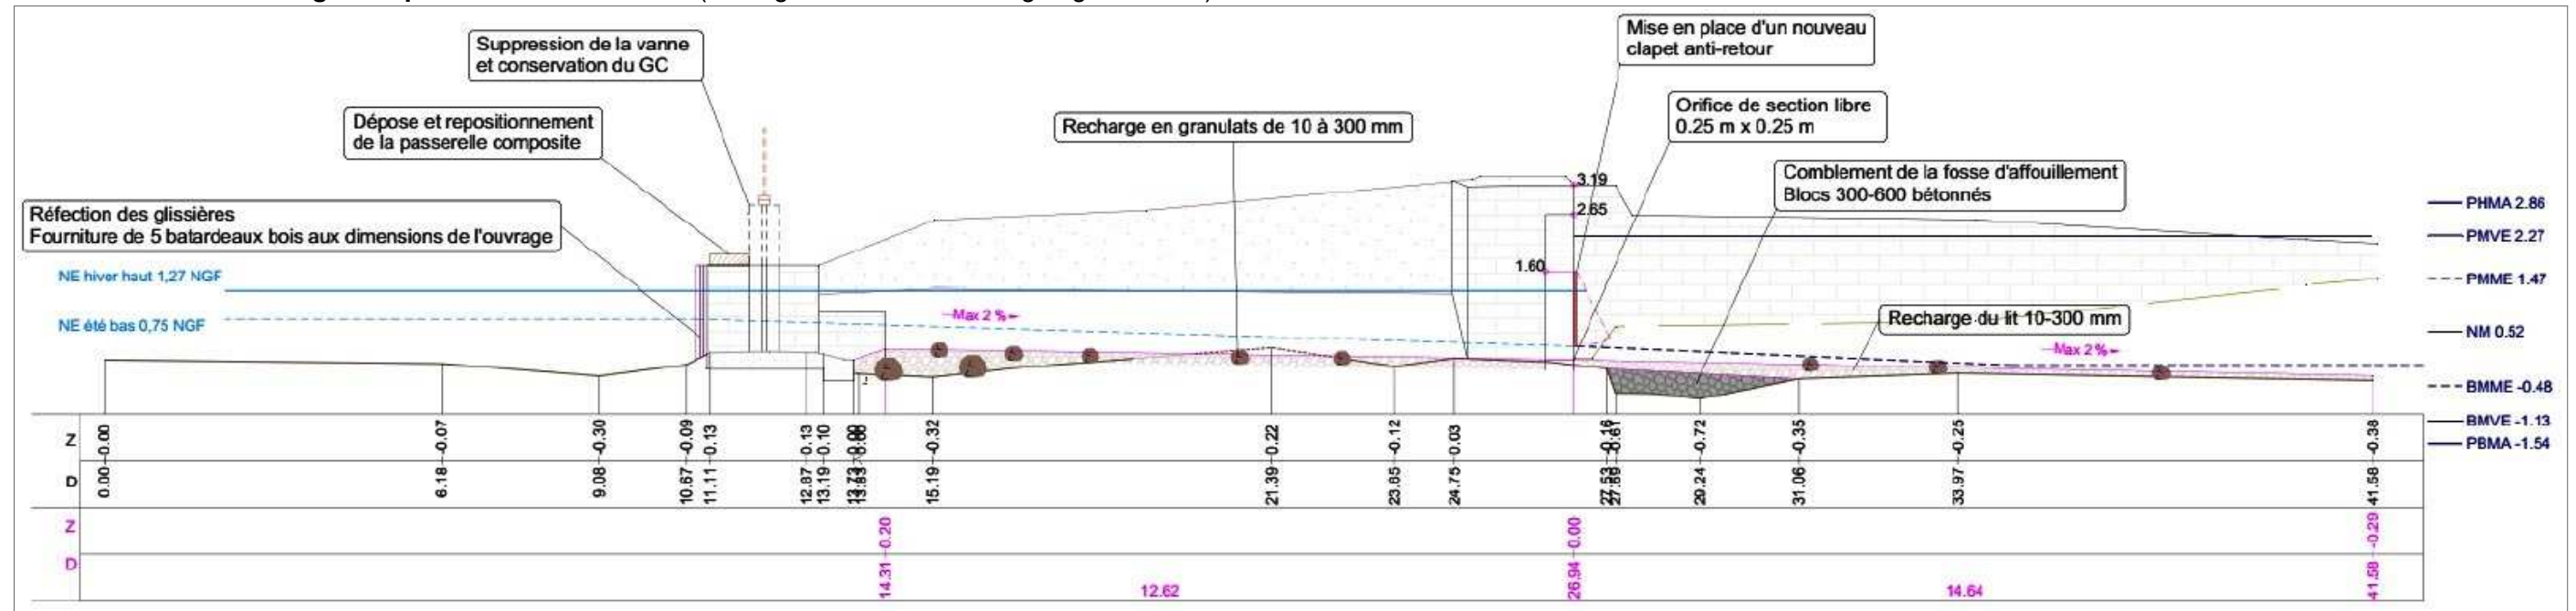 Suppression de la vanne
et conservation du GC
Mise en place d'un nouveau
clapet anti-retour
Dépose et repositionnement
de la passerelle composite
Recharge en granulats de 10 à 300 mm
Orifice de section libre
0.25 m x 0.25 m
Comblement de la fosse d'affouillement
Blocs 300-600 bétonnés
Réfection des glissières
Fourniture de 5 batardeaux bois aux dimensions de l'ouvrage
3.19
2.65
1.60
PHMA 2.86
PMVE 2.27
PMME 1.47
NM 0.52
BMME -0.48
BMVE -1.13
PBMA -1.54
NE hiver haut 1,27 NGF
NE été bas 0,75 NGF
Max 2 %
Recharge du lit 10-300 mm
Max 2 %
Z
0.00 -0.07 -0.30 -0.09 0.13 0.13 0.10 -0.32 0.22 -0.12 0.03 -0.16 -0.61 -0.72 -0.35 -0.25 -0.38
D
0.00 6.18 9.08 10.67 11.11 12.87 13.19 15.19 21.39 23.65 24.75 29.24 31.06 33.97 41.58
Z
0.20 0.00 -0.29
D
14.31 12.62 26.94 14.64 41.58